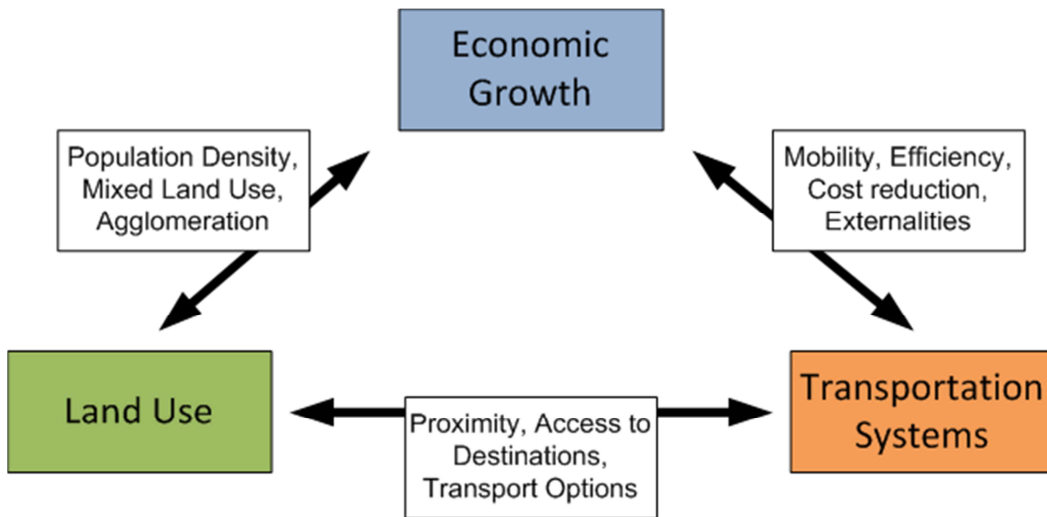 Economic
Growth
Population Density,
Mixed Land Use,
Agglomeration
Mobility, Efficiency,
Cost reduction,
Externalities
Land Use
Proximity, Access to
Destinations,
Transport Options
Transportation
Systems